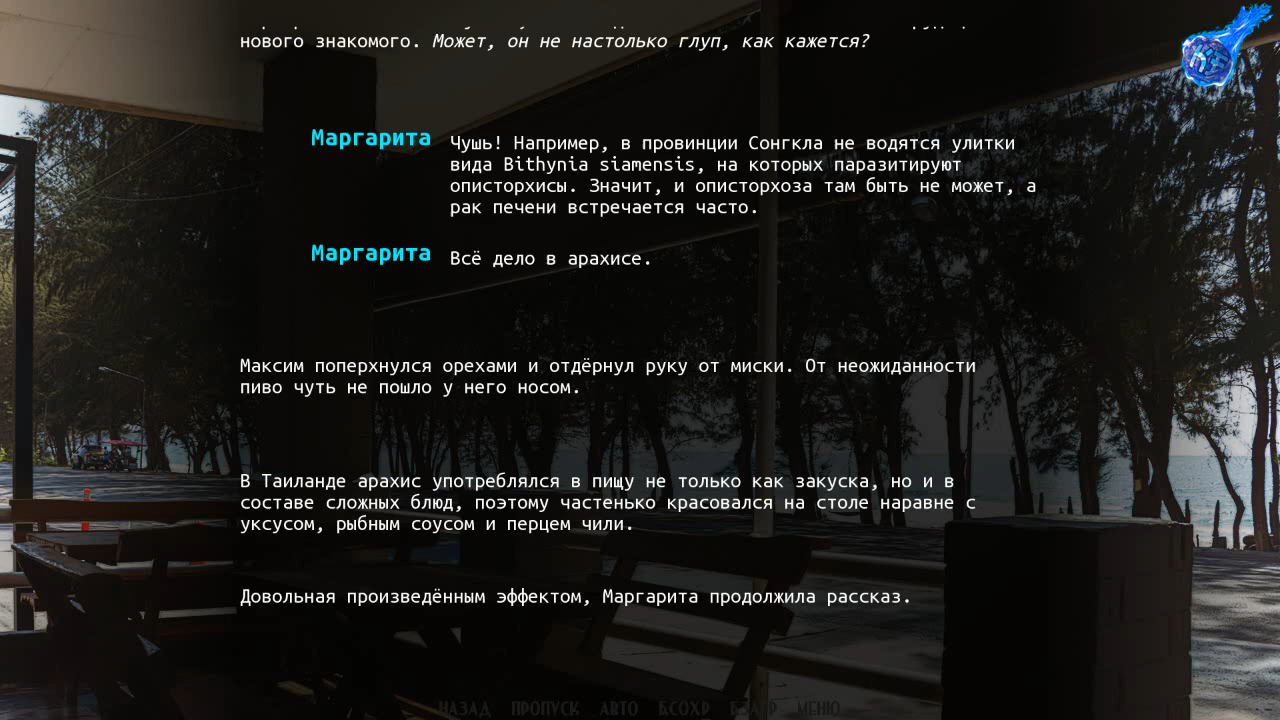 нового знакомого. Может, он не настолько глуп, как кажется?
Маргарита
Чушь! Например, в провинции Сонгкла не водятся улитки
вида Bithynia siamensis, на которых паразитируют
описторхисы. Значит, и описторхоза там быть не может, а
рак печени встречается часто.
Маргарита
Всё дело в арахисе.
Максим поперхнулся орехами и отдёрнул руку от миски. От неожиданности
пиво чуть не пошло у него носом.
В Таиланде арахис употреблялся в пищу не только как закуска, но и в
составе сложных блюд, поэтому частенько красовался на столе наравне с
уксусом, рыбным соусом и перцем чили.
Довольная произведённым эффектом, Маргарита продолжила рассказ.
НАЗАД ПРОПУСК АВТО БСОХР БЗАГР МЕНЮ